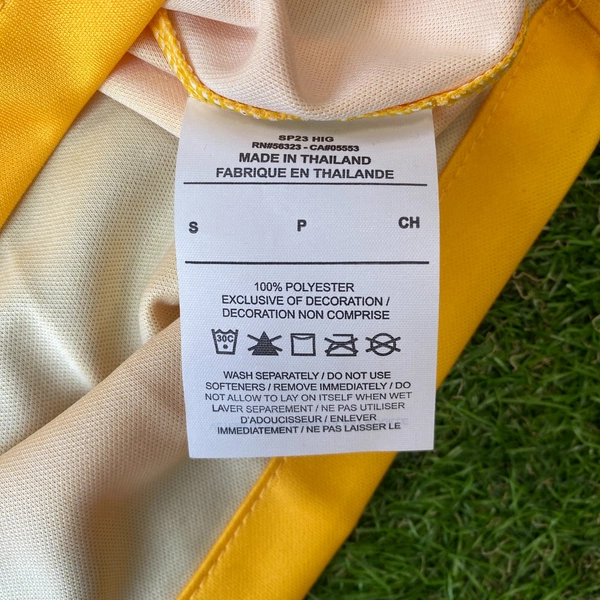 SP23 HIG
RN#56323 - CA#05553
MADE IN THAILAND
FABRIQUE EN THAILANDE
S P CH
100% POLYESTER
EXCLUSIVE OF DECORATION /
DECORATION NON COMPRISE
30C
WASH SEPARATELY / DO NOT USE
SOFTENERS / REMOVE IMMEDIATELY / DO
NOT ALLOW TO LAY ON ITSELF WHEN WET
LAVER SEPAREMENT / NE PAS UTILISER
D'ADOUCISSEUR / ENLEVER
IMMEDIATEMENT / NE PAS LAISSER LE